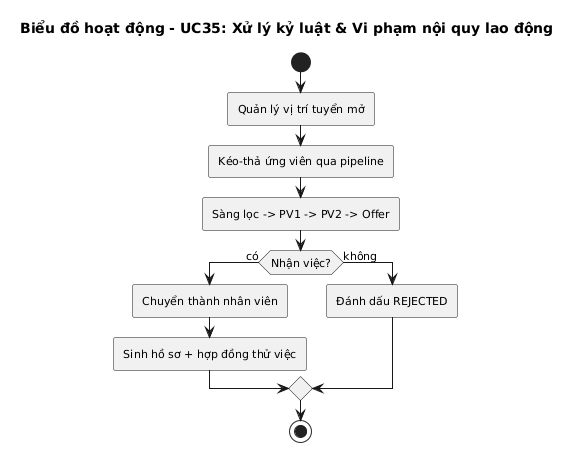 Biểu đồ hoạt động - UC35: Xử lý kỷ luật & Vi phạm nội quy lao động
Quản lý vị trí tuyển mở
Kéo-thả ứng viên qua pipeline
Sàng lọc -> PV1 -> PV2 -> Offer
Nhận việc?
có
không
Chuyển thành nhân viên
Đánh dấu REJECTED
Sinh hồ sơ + hợp đồng thử việc